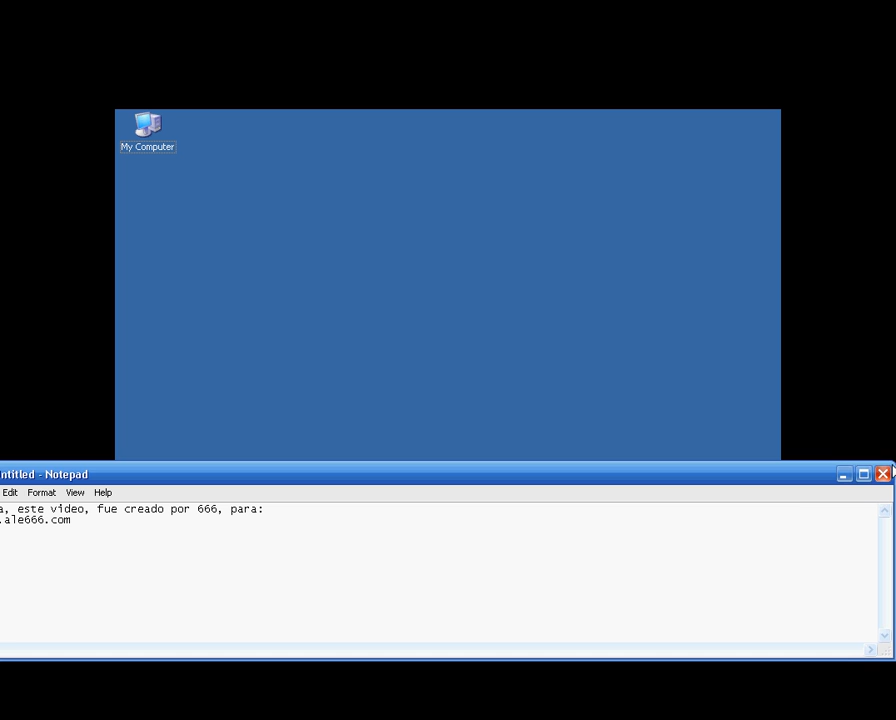 My Computer
ntitled - Notepad
Edit Format View Help
a, este video, fue creado por 666, para:
.ale666.com